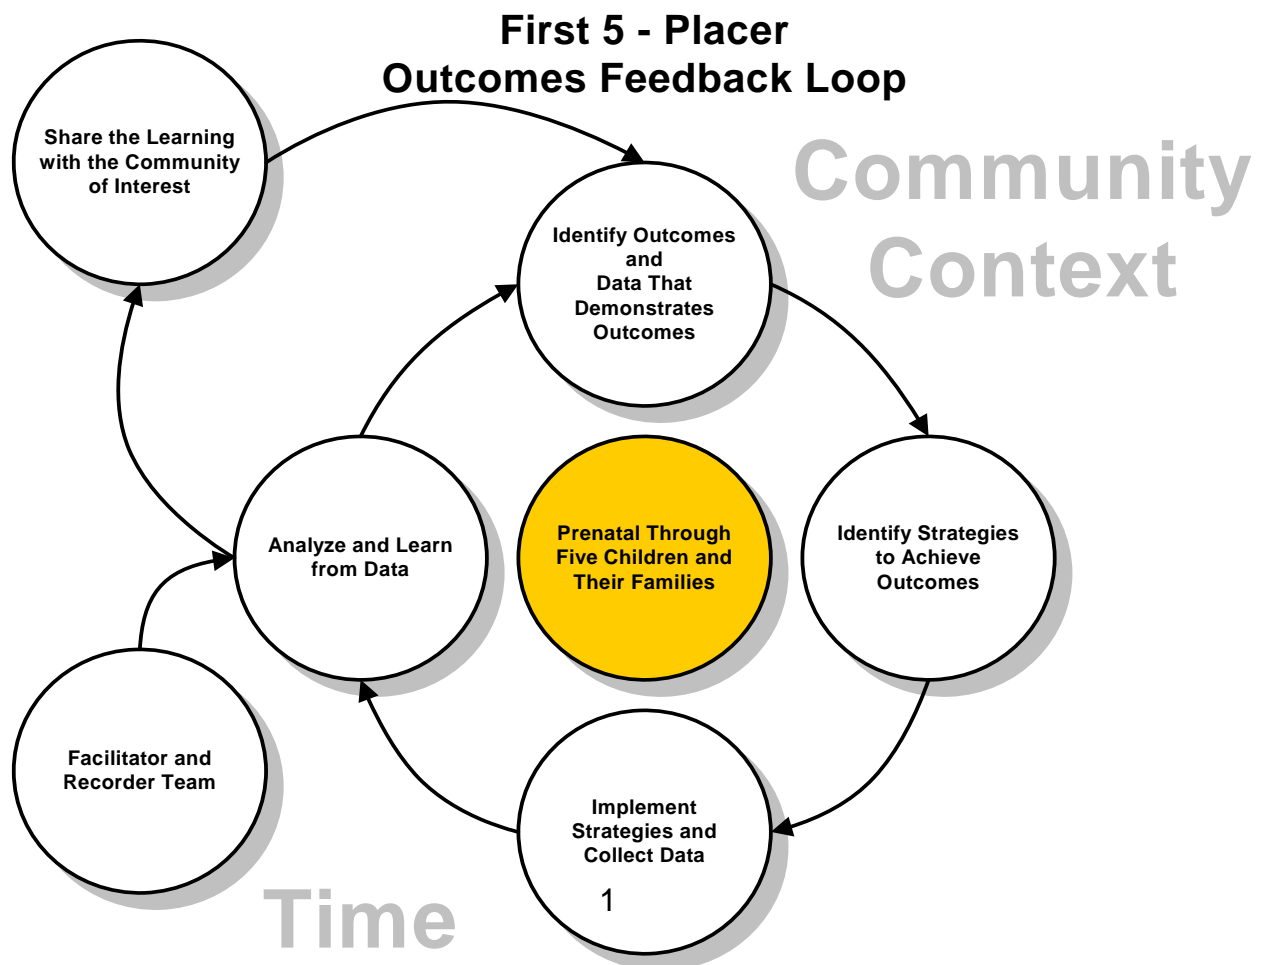 First 5 - Placer
Outcomes Feedback Loop
Share the Learning
with the Community
of Interest
Community
Context
Identify Outcomes
and
Data That
Demonstrates
Outcomes
Analyze and Learn
from Data
Prenatal Through
Five Children and
Their Families
Identify Strategies
to Achieve
Outcomes
Facilitator and
Recorder Team
Implement
Strategies and
Collect Data
1
Time